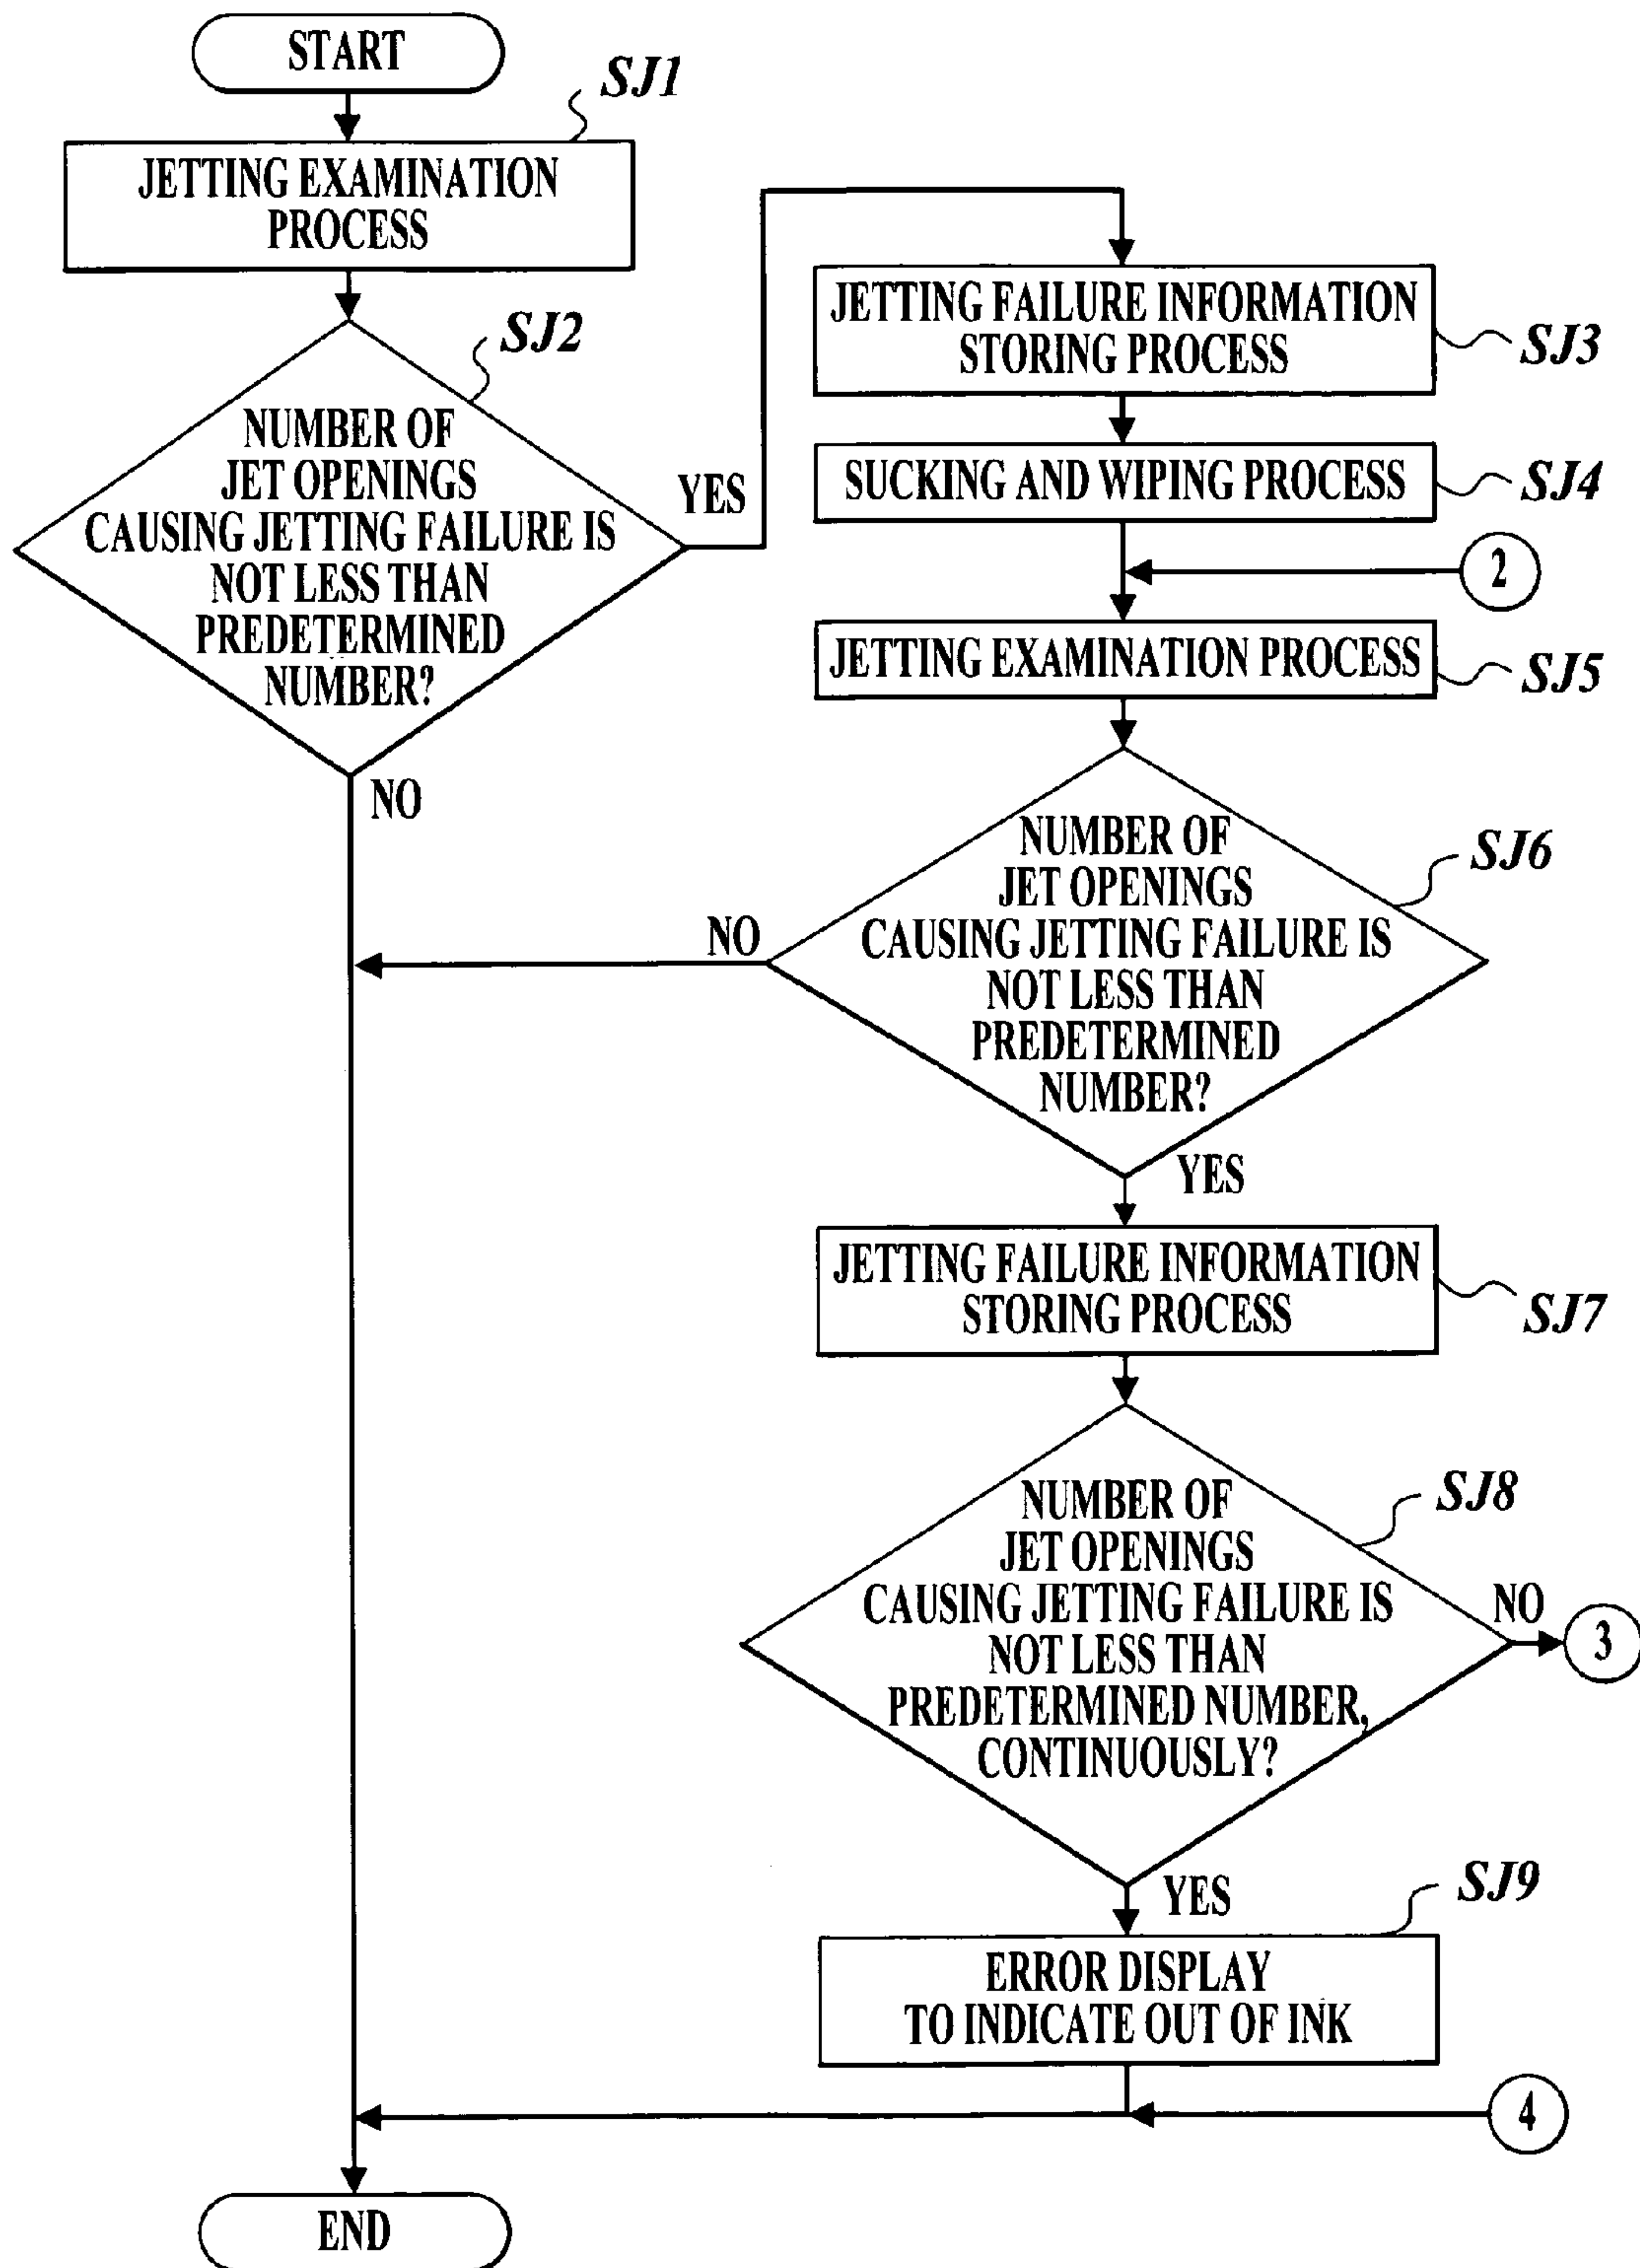 START
SJ1
JETTING EXAMINATION
PROCESS
SJ2
NUMBER OF
JET OPENINGS
CAUSING JETTING FAILURE IS
NOT LESS THAN
PREDETERMINED
NUMBER?
YES
NO
JETTING FAILURE INFORMATION
STORING PROCESS
SJ3
SUCKING AND WIPING PROCESS
SJ4
2
JETTING EXAMINATION PROCESS
SJ5
NUMBER OF
JET OPENINGS
CAUSING JETTING FAILURE IS
NOT LESS THAN
PREDETERMINED
NUMBER?
SJ6
NO
YES
JETTING FAILURE INFORMATION
STORING PROCESS
SJ7
NUMBER OF
JET OPENINGS
CAUSING JETTING FAILURE IS
NOT LESS THAN
PREDETERMINED NUMBER,
CONTINUOUSLY?
SJ8
NO
3
YES
SJ9
ERROR DISPLAY
TO INDICATE OUT OF INK
4
END